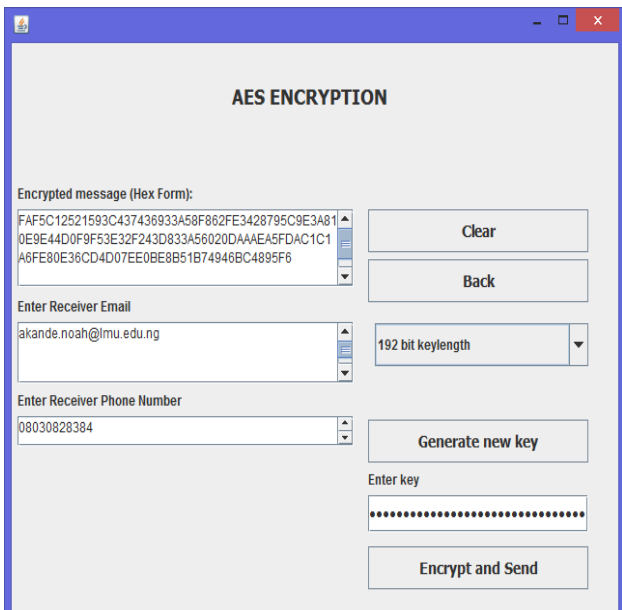 AES ENCRYPTION
Encrypted message (Hex Form):
FAF5C12521593C437436933A58F862FE3428795C9E3A81
0E9E44D0F9F53E32F243D833A56020DAAAEA5FDAC1C1
A6FE80E36CD4D07EE0BE8B51B74946BC4895F6
Clear
Back
Enter Receiver Email
akande.noah@lmu.edu.ng
192 bit keylength
Enter Receiver Phone Number
08030828384
Generate new key
Enter key
Encrypt and Send